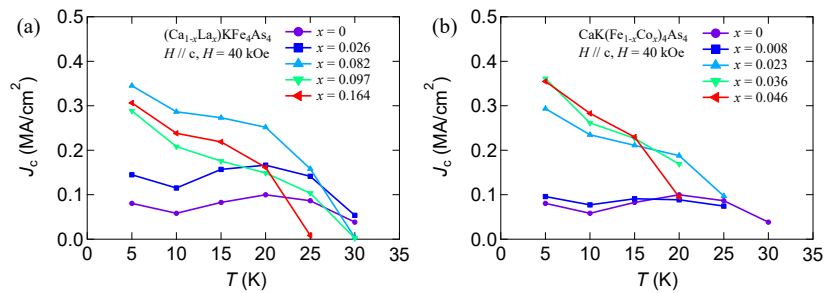 (a)
(Ca1-xLax)KFe4As4
H // c, H = 40 kOe
x = 0
x = 0.026
x = 0.082
x = 0.097
x = 0.164
Jc (MA/cm2)
0.5
0.4
0.3
0.2
0.1
0.0
0 5 10 15 20 25 30 35
T (K)
(b)
CaK(Fe1-xCox)4As4
H // c, H = 40 kOe
x = 0
x = 0.008
x = 0.023
x = 0.036
x = 0.046
Jc (MA/cm2)
0.5
0.4
0.3
0.2
0.1
0.0
0 5 10 15 20 25 30 35
T (K)